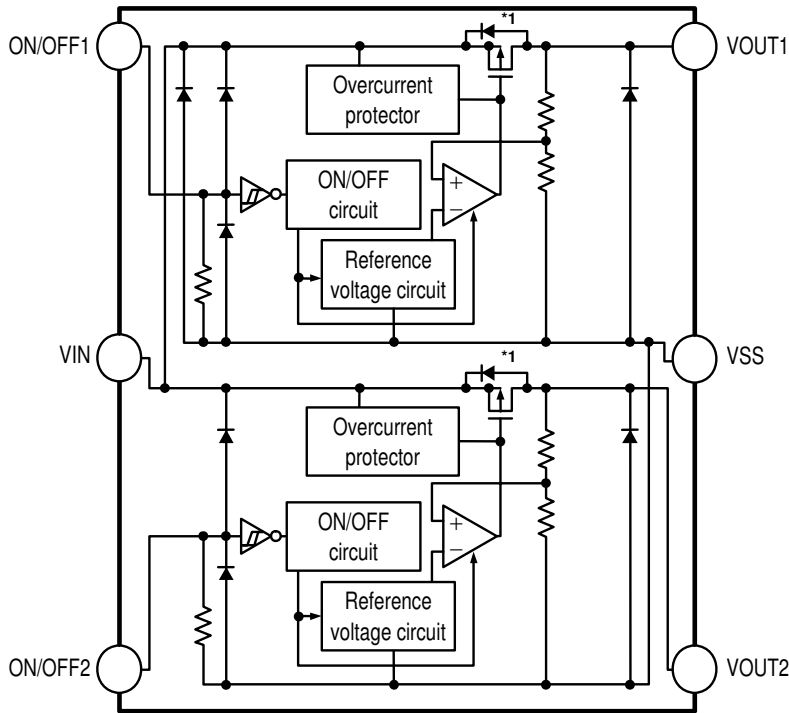 *1
ON/OFF1
VOUT1
Overcurrent
protector
ON/OFF
circuit
+
−
Reference
voltage circuit
VIN
*1
VSS
Overcurrent
protector
ON/OFF
circuit
+
−
Reference
voltage circuit
ON/OFF2
VOUT2